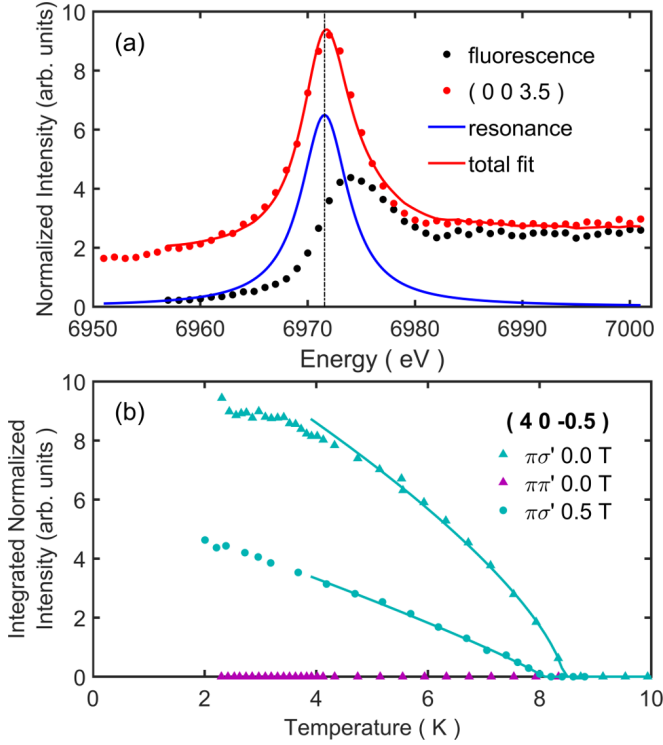 (a)
10
8
6
4
2
0
Normalized Intensity (arb. units)
fluorescence
( 0 0 3.5 )
resonance
total fit
6950 6960 6970 6980 6990 7000
Energy ( eV )
(b)
10
8
6
4
2
0
Integrated Normalized
Intensity (arb. units)
( 4 0 -0.5 )
πσ' 0.0 T
ππ' 0.0 T
πσ' 0.5 T
0 2 4 6 8 10
Temperature ( K )